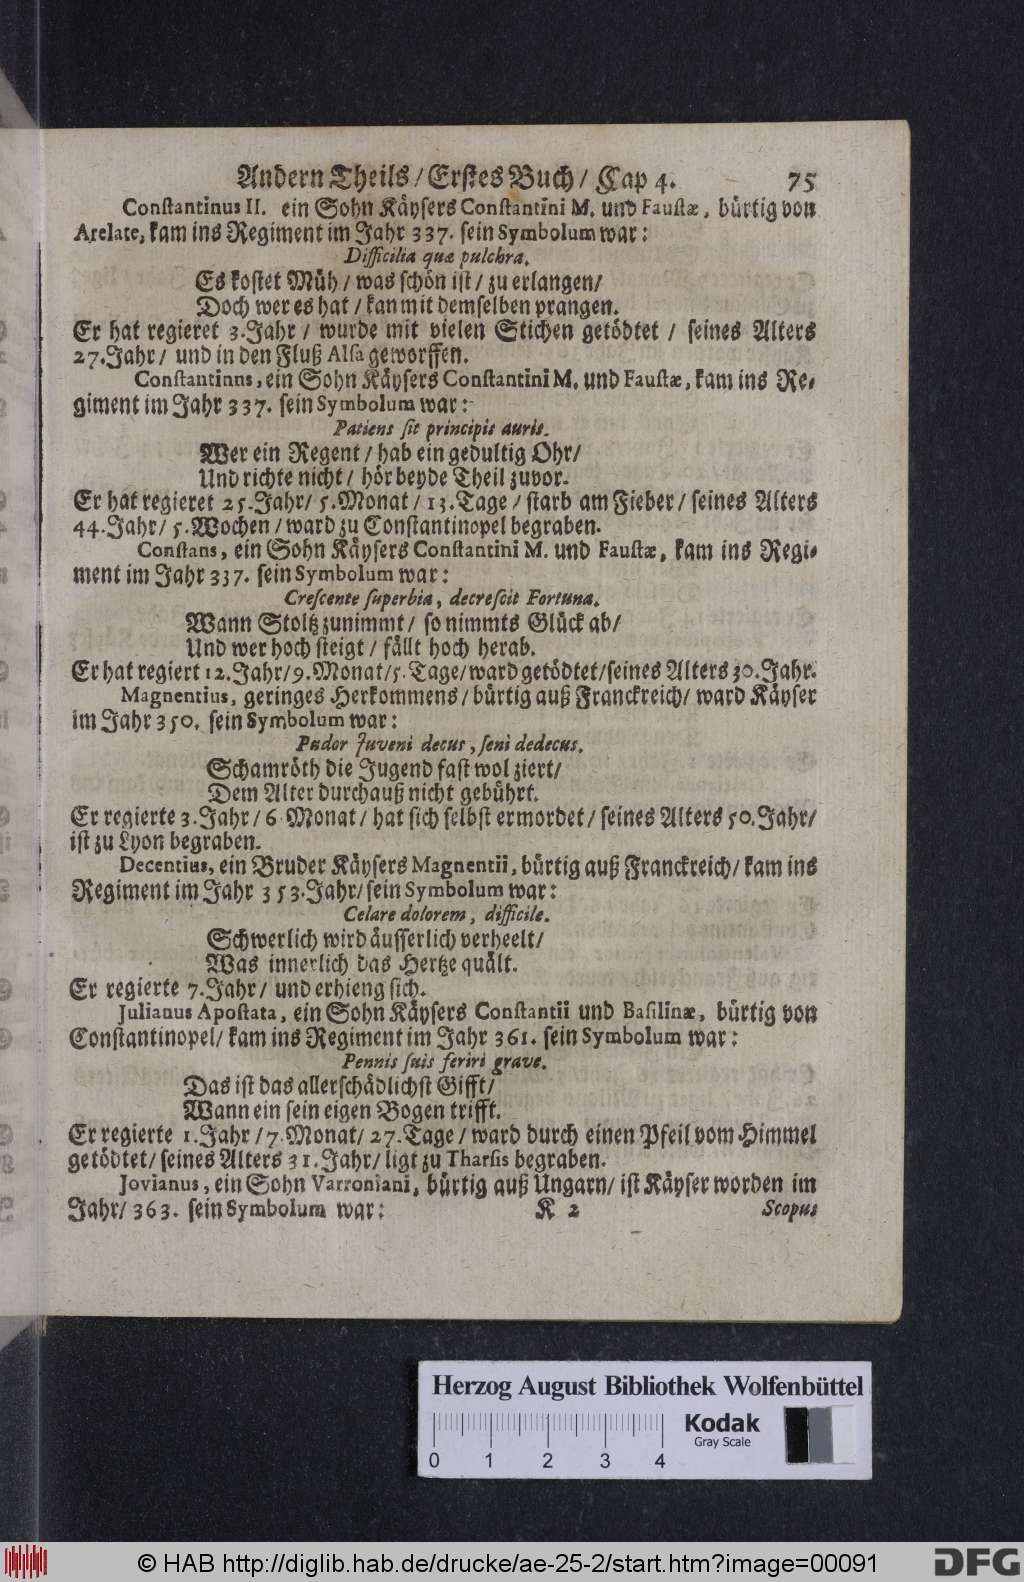 Andern Theils / Erstes Buch / Cap 4. 75
Constantinus II. ein Sohn Käysers Constantini M. und Faustæ, bürtig von
Arelate, kam ins Regiment im Jahr 337. sein Symbolum war:
Difficilia quæ pulchra.
Es kostet Müh / was schön ist / zu erlangen/
Doch wer es hat / kan mit demselben prangen.
Er hat regieret 3. Jahr / wurde mit vielen Stichen getödtet / seines Alters
27. Jahr / und in den Fluß Alsa geworffen.
Constantinns, ein Sohn Käysers Constantini M. und Faustæ, kam ins Re-
giment im Jahr 337. sein Symbolum war:
Patiens sit principis auris.
Wer ein Regent / hab ein gedultig Ohr/
Und richte nicht / hör beyde Theil zuvor.
Er hat regieret 25. Jahr / 5. Monat / 13. Tage / starb am Fieber / seines Alters
44. Jahr / 5. Wochen / ward zu Constantinopel begraben.
Constans, ein Sohn Käysers Constantini M. und Faustæ, kam ins Regi-
ment im Jahr 337. sein Symbolum war:
Crescente superbia, decrescit Fortuna.
Wann Stoltz zunimmt / so nimmts Glück ab/
Und wer hoch steigt / fällt hoch herab.
Er hat regiert 12. Jahr/9. Monat/5. Tage/ward getödtet/seines Alters 30. Jahr.
Magnentius, geringes Herkommens / bürtig auß Franckreich/ ward Käyser
im Jahr 350. sein Symbolum war:
Pudor Juveni decus, seni dedecus.
Schamröth die Jugend fast wol ziert/
Dem Alter durchauß nicht gebührt.
Er regierte 3. Jahr / 6. Monat / hat sich selbst ermordet / seines Alters 50. Jahr/
ist zu Lyon begraben.
Decentius, ein Bruder Käysers Magnentii, bürtig auß Franckreich/ kam ins
Regiment im Jahr 353. Jahr/ sein Symbolum war:
Celare dolorem, difficile.
Schwerlich wird äusserlich verheelt/
Was innerlich das Hertze quält.
Er regierte 7. Jahr / und erhieng sich.
Julianus Apostata, ein Sohn Käysers Constantii und Basilinæ, bürtig von
Constantinopel/ kam ins Regiment im Jahr 361. sein Symbolum war:
Pennis suis feriri grave.
Das ist das allerschädlichst Gifft/
Wann ein sein eigen Bogen trifft.
Er regierte 1. Jahr / 7. Monat/ 27. Tage / ward durch einen Pfeil vom Himmel
getödtet/ seines Alters 31. Jahr/ ligt zu Tharsis begraben.
Jovianus, ein Sohn Varroniani, bürtig auß Ungarn/ ist Käyser worden im
Jahr/ 363. sein Symbolum war: K 2 Scopus
Herzog August Bibliothek Wolfenbüttel
Kodak
Gray Scale
0 1 2 3 4
© HAB http://diglib.hab.de/drucke/ae-25-2/start.htm?image=00091
DFG